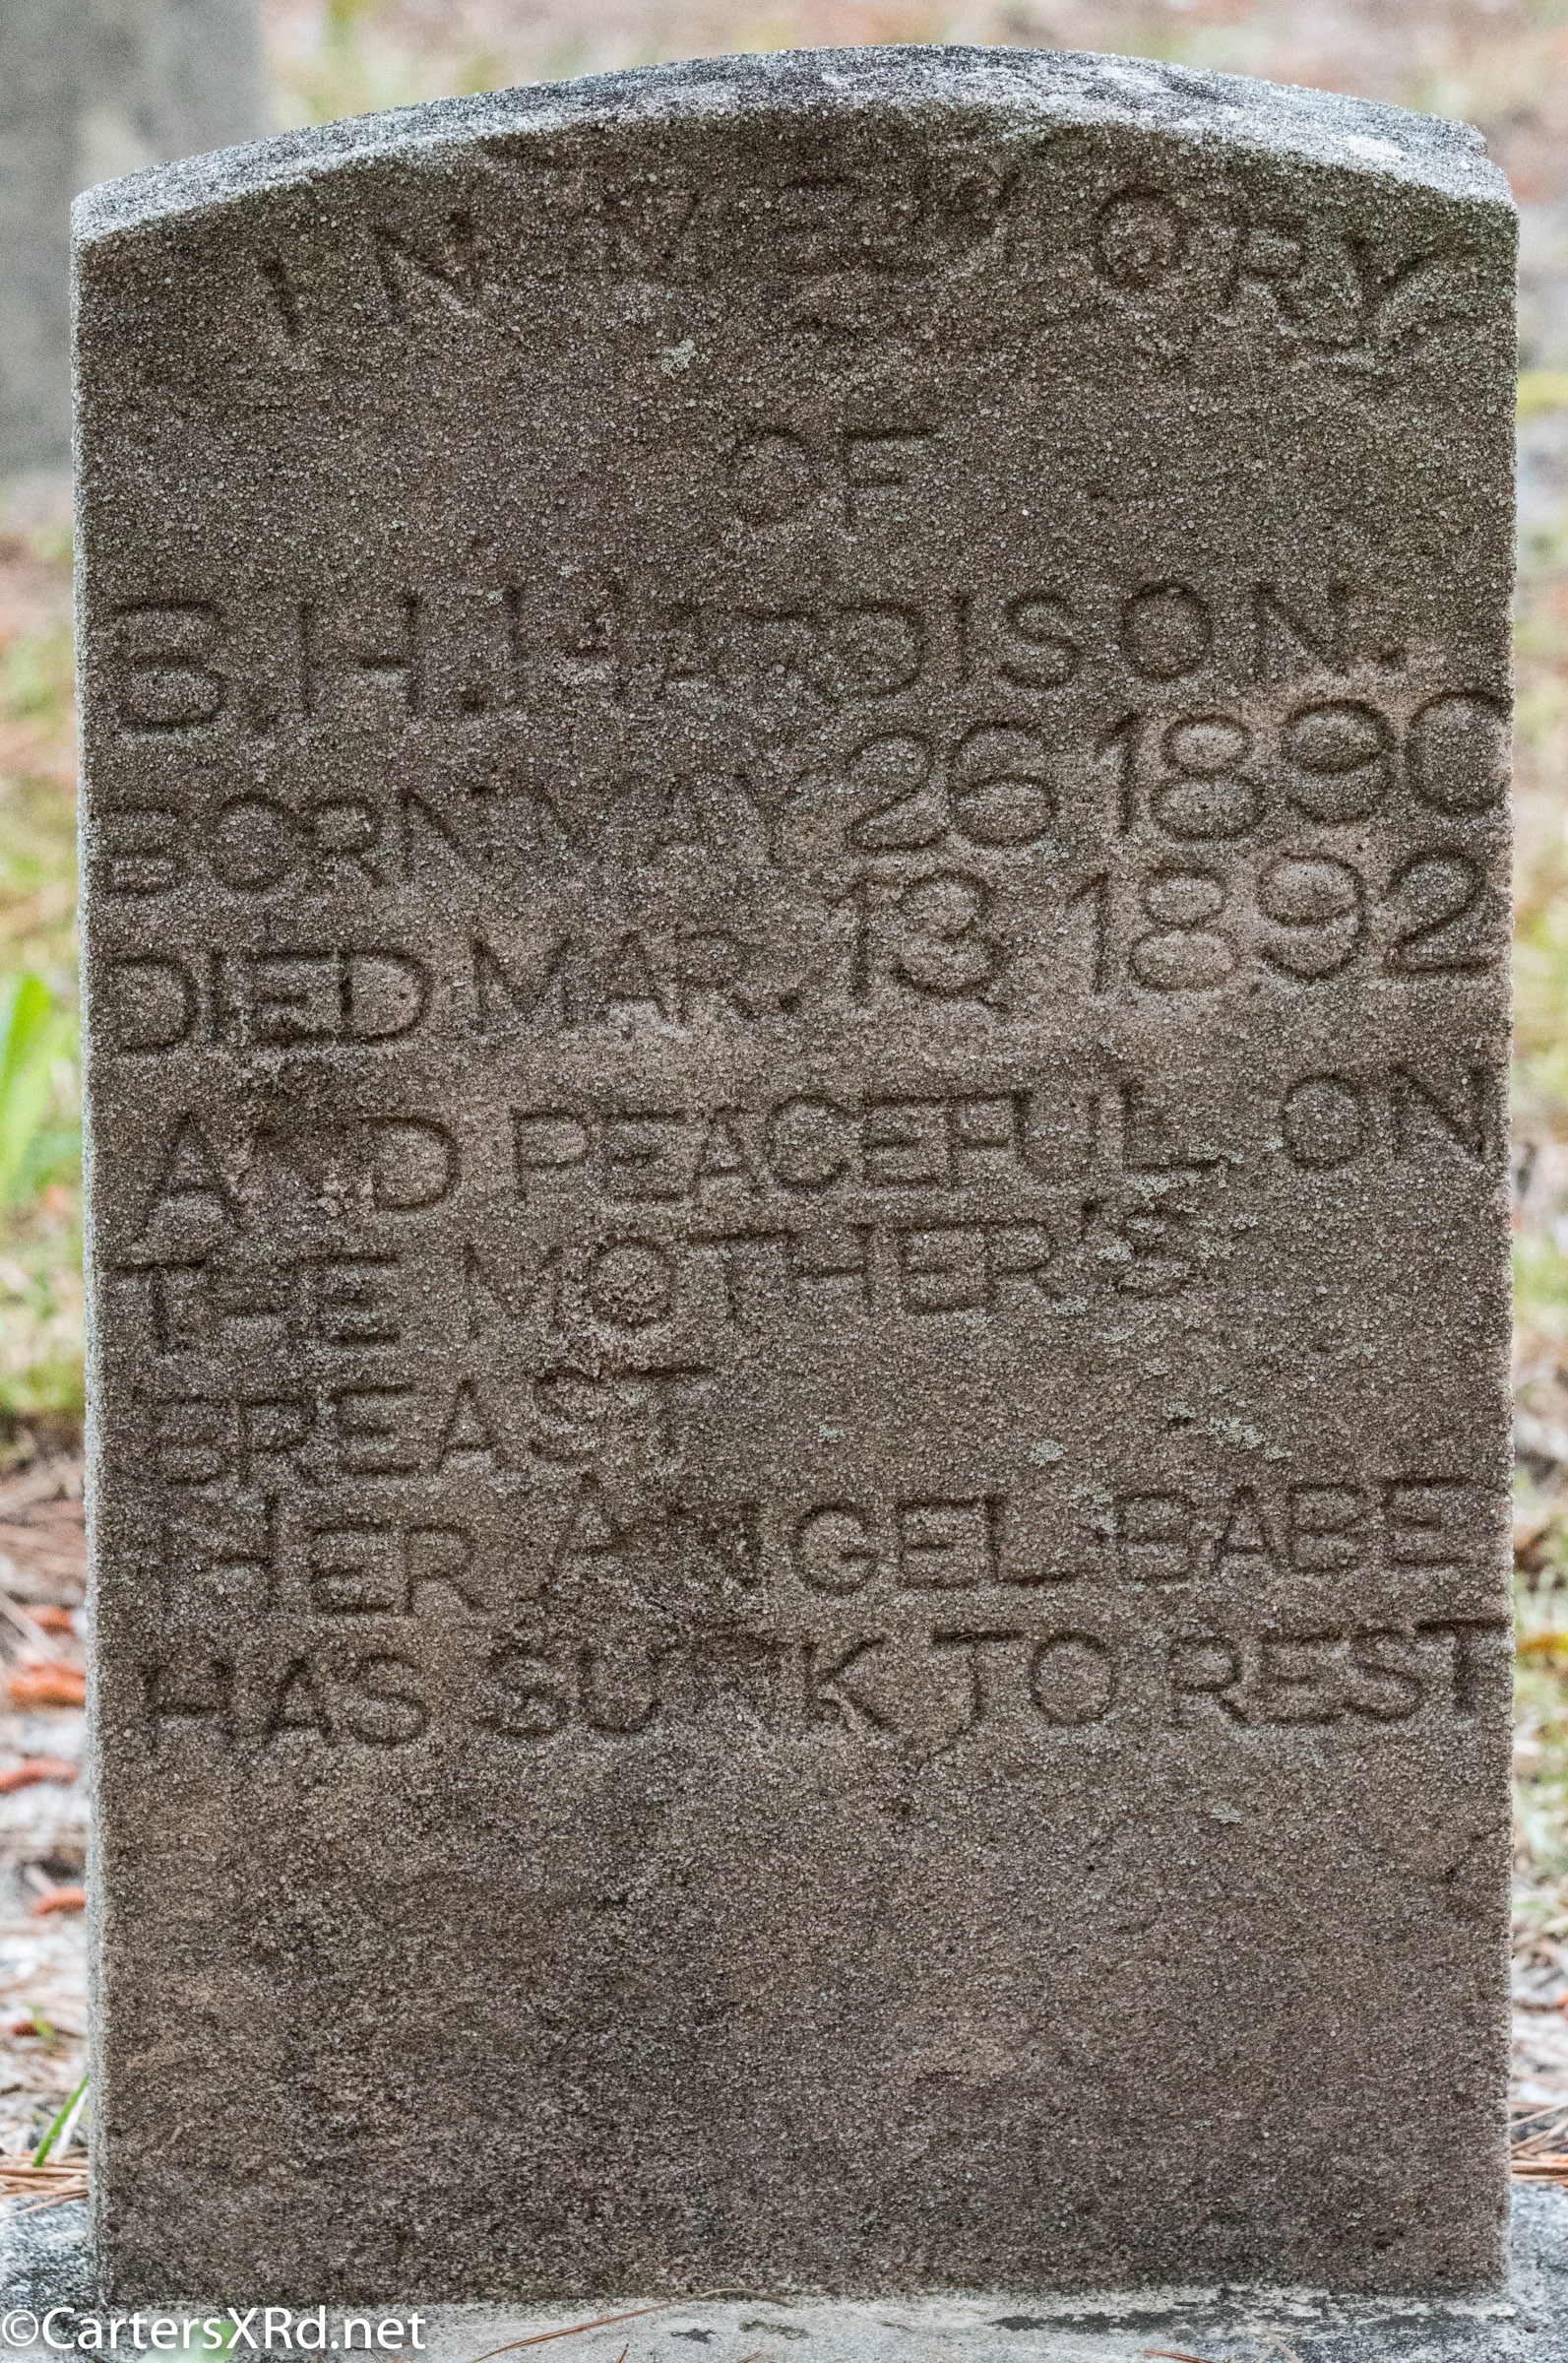 IN MEMORY
OF
B.H.HARDISON.
BORN MAY 26 1890
DIED MAR. 13 1892
AND PEACEFUL ON
THE MOTHER'S
BREAST
HER ANGEL BABE
HAS SUNK TO REST
©CartersXRd.net